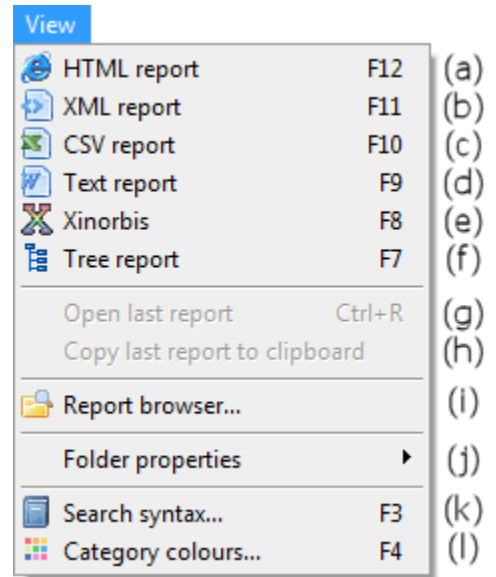 View
HTML report F12 (a)
XML report F11 (b)
CSV report F10 (c)
Text report F9 (d)
Xinorbis F8 (e)
Tree report F7 (f)
Open last report Ctrl+R (g)
Copy last report to clipboard (h)
Report browser... (i)
Folder properties (j)
Search syntax... F3 (k)
Category colours... F4 (l)